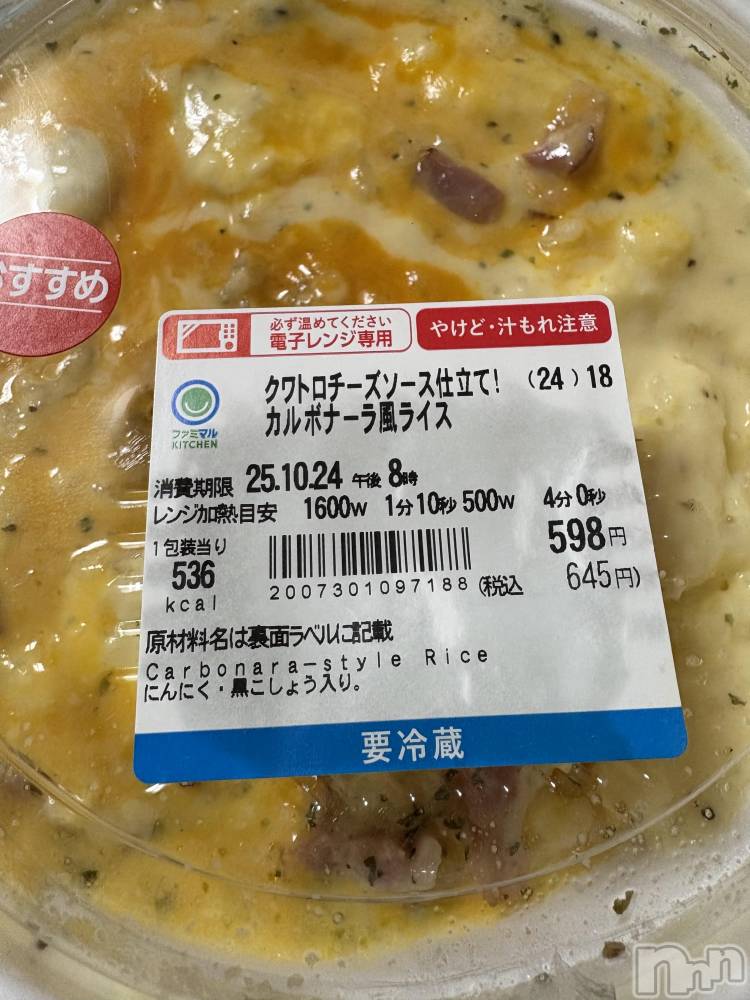 おすすめ
必ず温めてください
電子レンジ専用
やけど・汁もれ注意
クワトロチーズソース仕立て! (24)18
カルボナーラ風ライス
ファミマル
KITCHEN
消費期限 25.10.24 午後 8時
レンジ加熱目安 1600w 1分10秒 500w 4分0秒
1包装当り
536
kcal
2007301097188
598円
(税込 645円)
原材料名は裏面ラベルに記載
Carbonara-style Rice
にんにく・黒こしょう入り。
要冷蔵
nnn